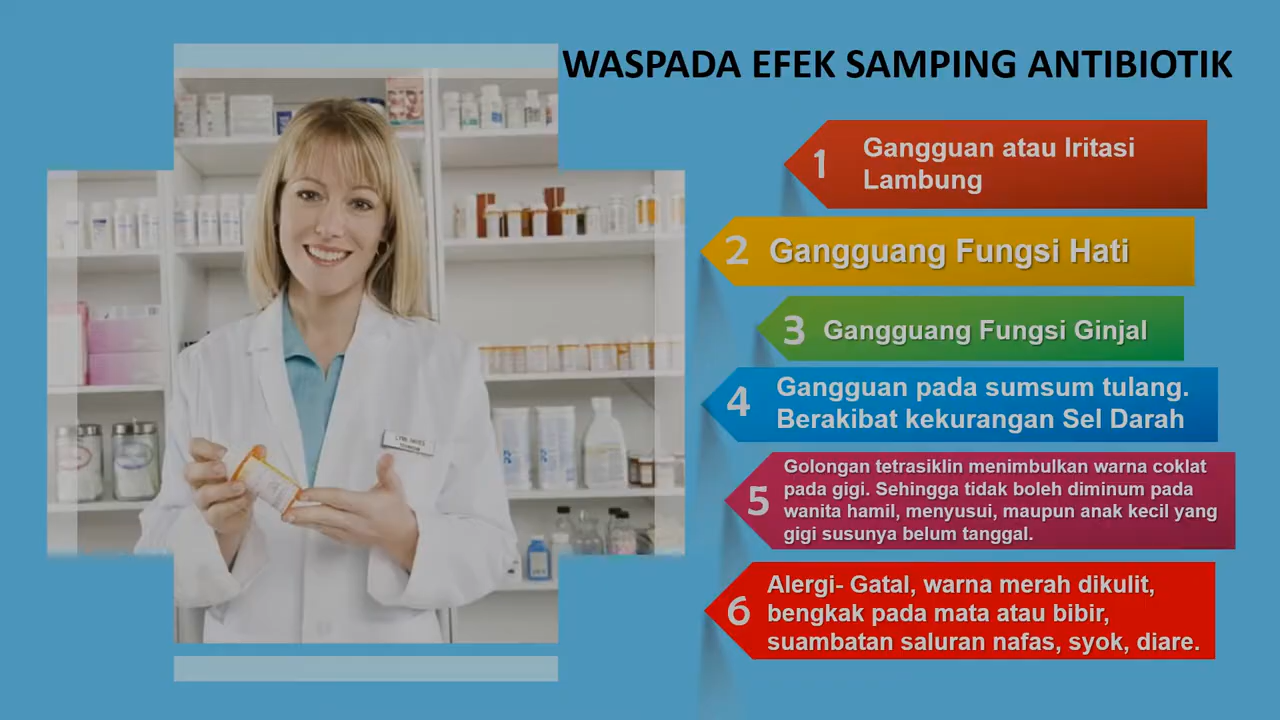 WASPADA EFEK SAMPING ANTIBIOTIK
1
Gangguan atau Iritasi
Lambung
2
Gangguang Fungsi Hati
3
Gangguang Fungsi Ginjal
4
Gangguan pada sumsum tulang.
Berakibat kekurangan Sel Darah
5
Golongan tetrasiklin menimbulkan warna coklat
pada gigi. Sehingga tidak boleh diminum pada
wanita hamil, menyusui, maupun anak kecil yang
gigi susunya belum tanggal.
6
Alergi- Gatal, warna merah dikulit,
bengkak pada mata atau bibir,
suambatan saluran nafas, syok, diare.